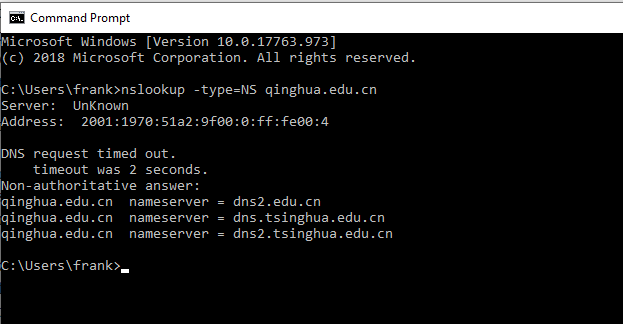 Command Prompt
Microsoft Windows [Version 10.0.17763.973]
(c) 2018 Microsoft Corporation. All rights reserved.
C:\Users\frank>nslookup -type=NS qinghua.edu.cn
Server:  UnKnown
Address:  2001:1970:51a2:9f00:0:ff:fe00:4
DNS request timed out.
    timeout was 2 seconds.
Non-authoritative answer:
qinghua.edu.cn  nameserver = dns2.edu.cn
qinghua.edu.cn  nameserver = dns.tsinghua.edu.cn
qinghua.edu.cn  nameserver = dns2.tsinghua.edu.cn
C:\Users\frank>